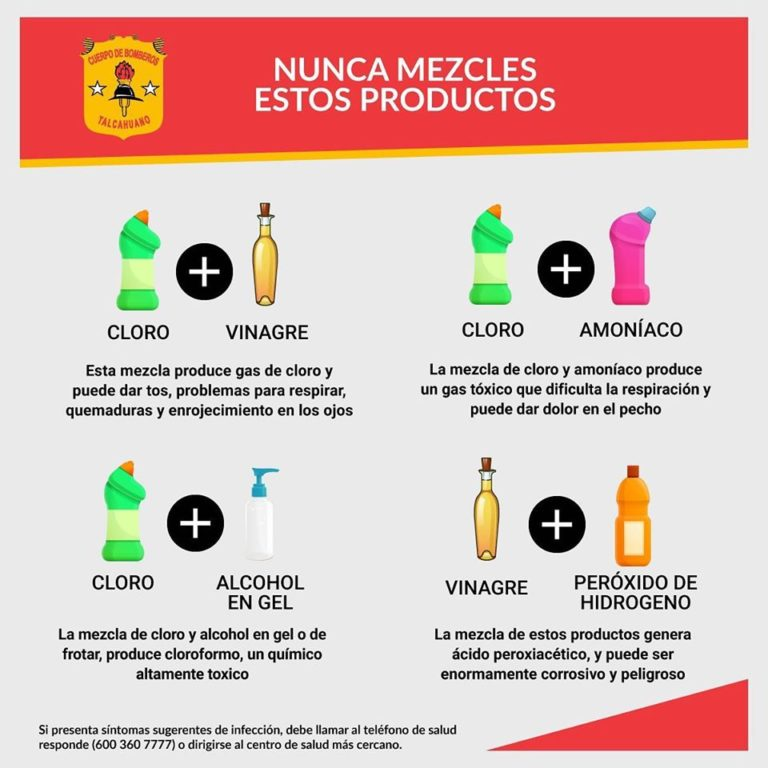 CUERPO DE BOMBEROS
TALCAHUANO
NUNCA MEZCLES
ESTOS PRODUCTOS
CLORO
VINAGRE
Esta mezcla produce gas de cloro y
puede dar tos, problemas para respirar,
quemaduras y enrojecimiento en los ojos
CLORO
AMONÍACO
La mezcla de cloro y amoníaco produce
un gas tóxico que dificulta la respiración y
puede dar dolor en el pecho
CLORO
ALCOHOL
EN GEL
La mezcla de cloro y alcohol en gel o de
frotar, produce cloroformo, un químico
altamente toxico
VINAGRE
PERÓXIDO DE
HIDROGENO
La mezcla de estos productos genera
ácido peroxiacético, y puede ser
enormamente corrosivo y peligroso
Si presenta síntomas sugerentes de infección, debe llamar al teléfono de salud
responde (600 360 7777) o dirigirse al centro de salud más cercano.